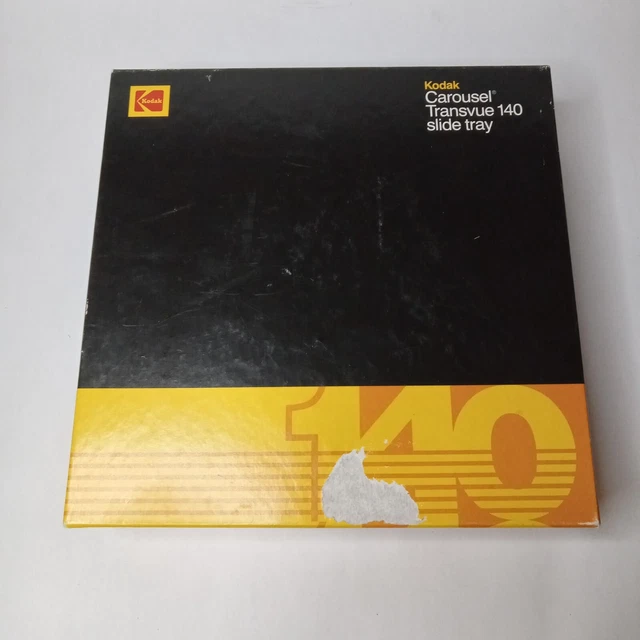 Kodak
Kodak
Carousel®
Transvue 140
slide tray
140